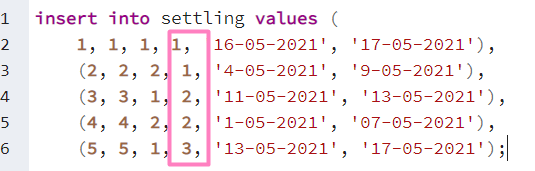 1 insert into settling values (
2 1, 1, 1, 1, 16-05-2021', '17-05-2021'),
3 (2, 2, 2, 1, '4-05-2021', '9-05-2021'),
4 (3, 3, 1, 2, '11-05-2021', '13-05-2021'),
5 (4, 4, 2, 2, '1-05-2021', '07-05-2021'),
6 (5, 5, 1, 3, '13-05-2021', '17-05-2021');